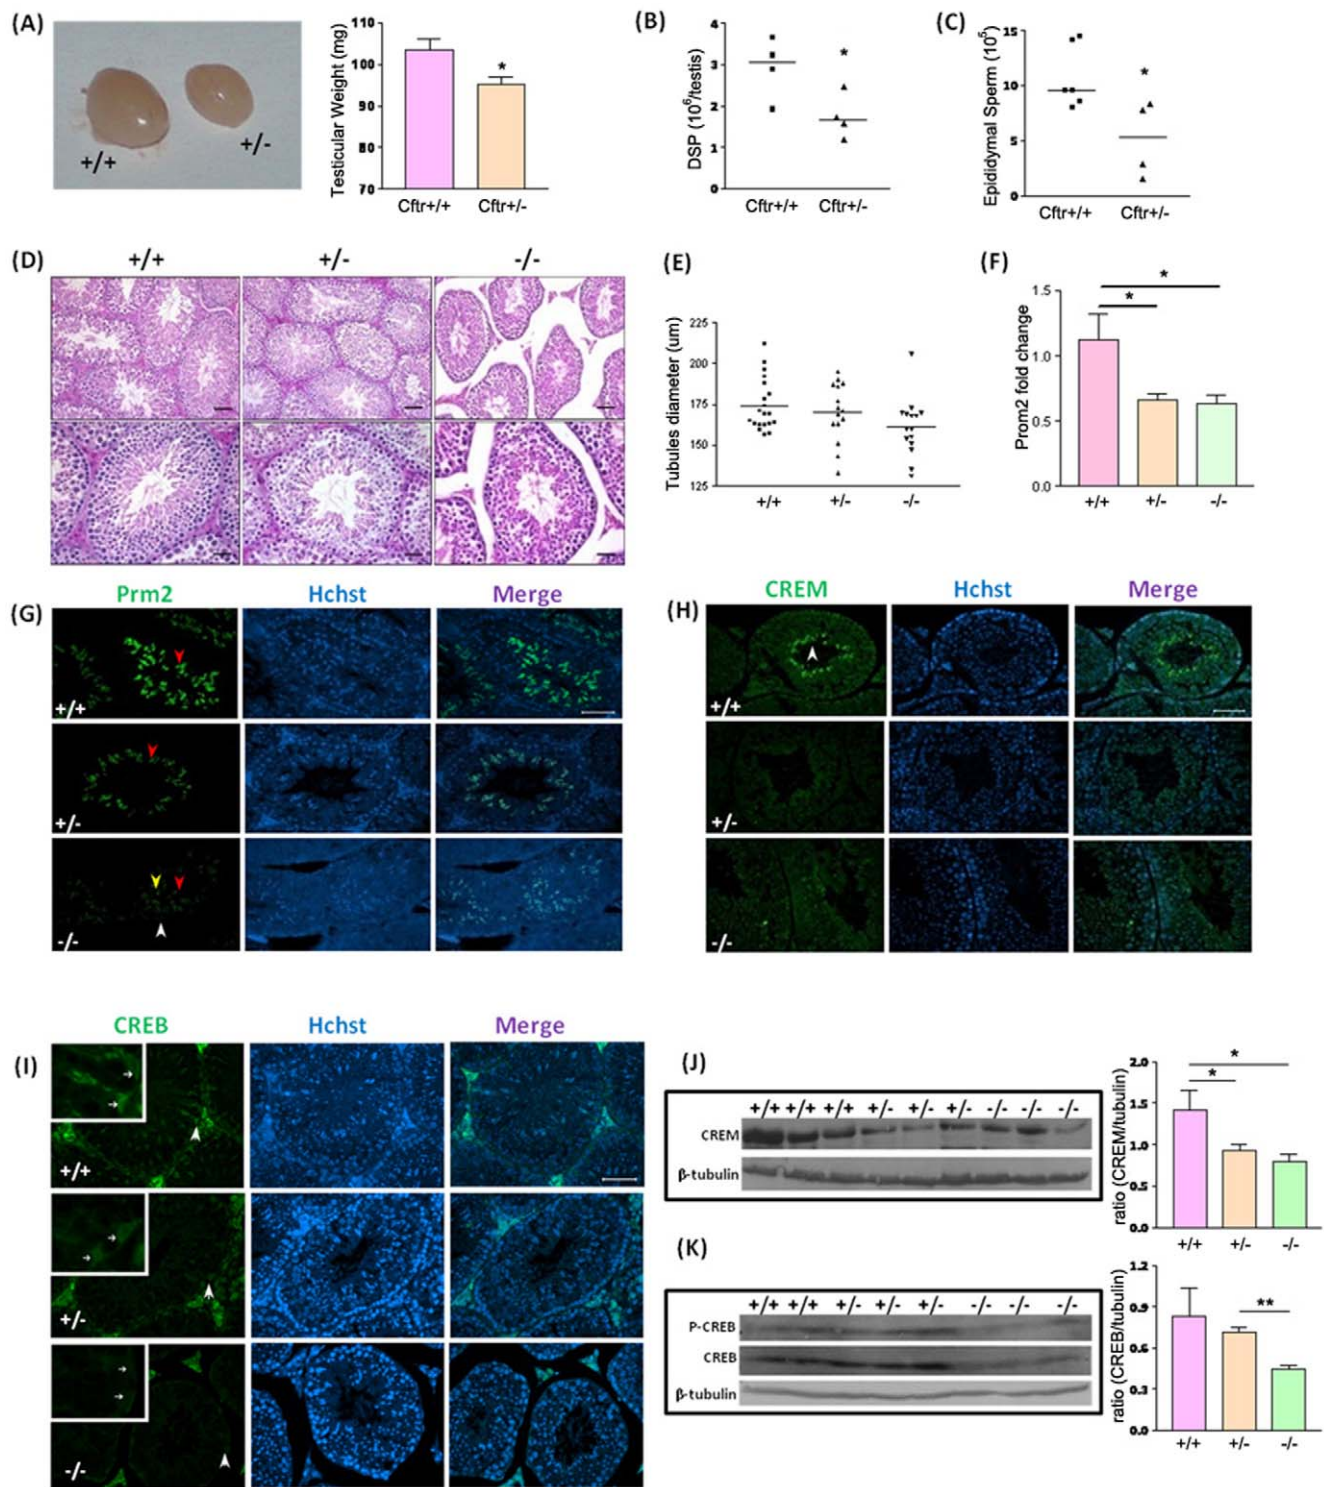 (A)
+/+
+/-
Testicular Weight (mg)
110
100
90
80
70
*
Cftr+/+ Cftr+/-
(B)
DSP (10⁶/testis)
4
3
2
1
0
*
Cftr+/+ Cftr+/-
(C)
Epididymal Sperm (10⁵)
15
10
5
0
*
Cftr+/+ Cftr+/-
(D)
+/+ +/- -/-
(E)
Tubules diameter (um)
225
200
175
150
125
+/+ +/- -/-
(F)
Prom2 fold change
1.5
1.0
0.5
0.0
*
*
+/+ +/- -/-
(G)
Prm2 Hchst Merge
+/+
+/-
-/-
(H)
CREM Hchst Merge
+/+
+/-
-/-
(I)
CREB Hchst Merge
+/+
+/-
-/-
(J)
+/+ +/+ +/+ +/- +/- +/- -/- -/- -/-
CREM
β-tubulin
ratio (CREM/tubulin)
2.0
1.5
1.0
0.5
0.0
*
*
+/+ +/- -/-
(K)
+/+ +/+ +/- +/- +/- -/- -/- -/-
P-CREB
CREB
β-tubulin
ratio (CREB/tubulin)
1.2
0.9
0.6
0.3
0.0
**
+/+ +/- -/-